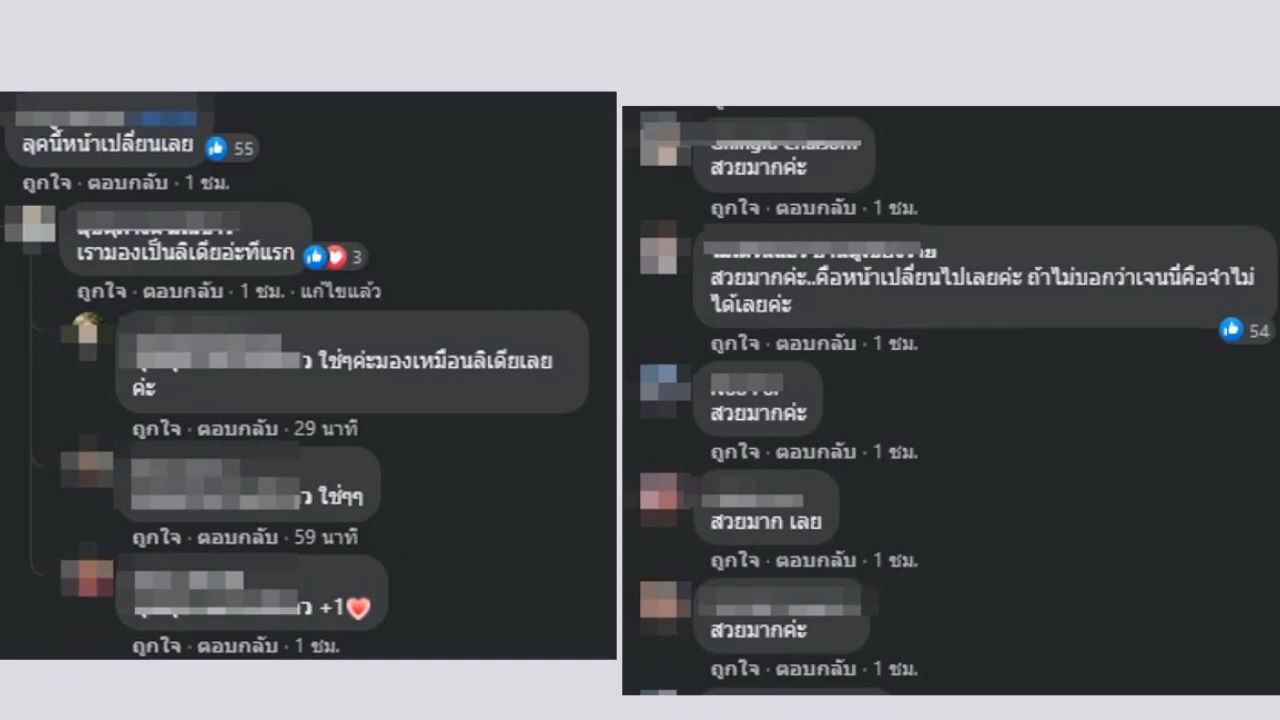 ลุคนี้หน้าเปลี่ยนเลย
55
ถูกใจ · ตอบกลับ · 1 ชม.
เรามองเป็นลิเดียอ่ะทีแรก
3
ถูกใจ · ตอบกลับ · 1 ชม. · แก้ไขแล้ว
ว ใช่ๆค่ะมองเหมือนลิเดียเลย
ค่ะ
ถูกใจ · ตอบกลับ · 29 นาที
ว ใช่ๆๆ
ถูกใจ · ตอบกลับ · 59 นาที
ว +1❤
ถูกใจ · ตอบกลับ · 1 ชม.
สวยมากค่ะ
ถูกใจ · ตอบกลับ · 1 ชม.
สวยมากค่ะ..คือหน้าเปลี่ยนไปเลยค่ะ ถ้าไม่บอกว่าเจนนี่คือจำไม่
ได้เลยค่ะ
54
ถูกใจ · ตอบกลับ · 1 ชม.
สวยมากค่ะ
ถูกใจ · ตอบกลับ · 1 ชม.
สวยมาก เลย
ถูกใจ · ตอบกลับ · 1 ชม.
สวยมากค่ะ
ถูกใจ · ตอบกลับ · 1 ชม.